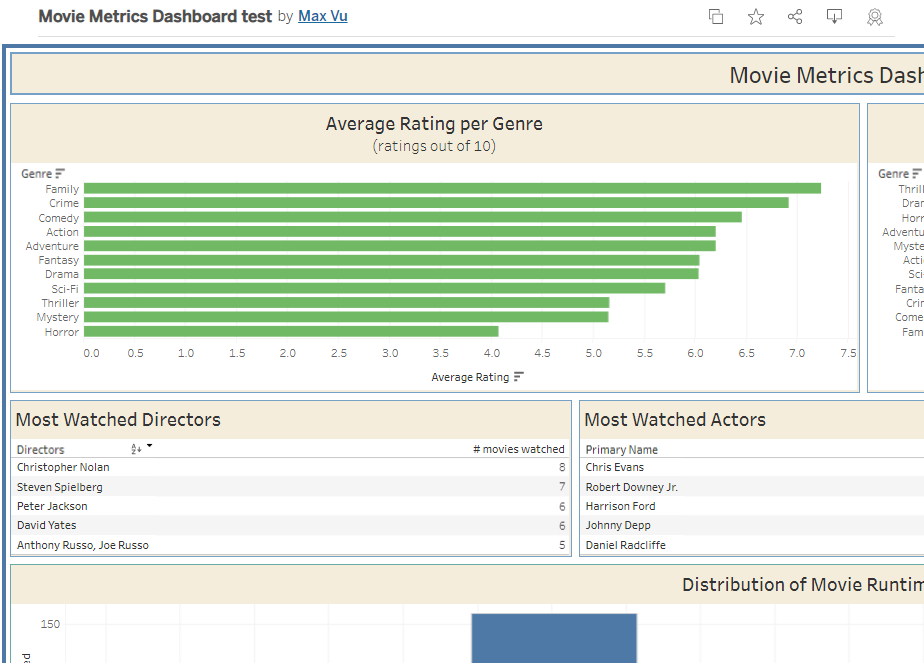 Movie Metrics Dashboard test by Max Vu
Movie Metrics Dash
Average Rating per Genre
(ratings out of 10)
Genre
Family
Crime
Comedy
Action
Adventure
Fantasy
Drama
Sci-Fi
Thriller
Mystery
Horror
0.0 0.5 1.0 1.5 2.0 2.5 3.0 3.5 4.0 4.5 5.0 5.5 6.0 6.5 7.0 7.5
Average Rating
Genre
Thrill
Dran
Horr
Adventu
Myste
Acti
Sci
Fanta
Crin
Come
Fam
Most Watched Directors
Directors # movies watched
Christopher Nolan 8
Steven Spielberg 7
Peter Jackson 6
David Yates 6
Anthony Russo, Joe Russo 5
Most Watched Actors
Primary Name
Chris Evans
Robert Downey Jr.
Harrison Ford
Johnny Depp
Daniel Radcliffe
Distribution of Movie Runtim
150